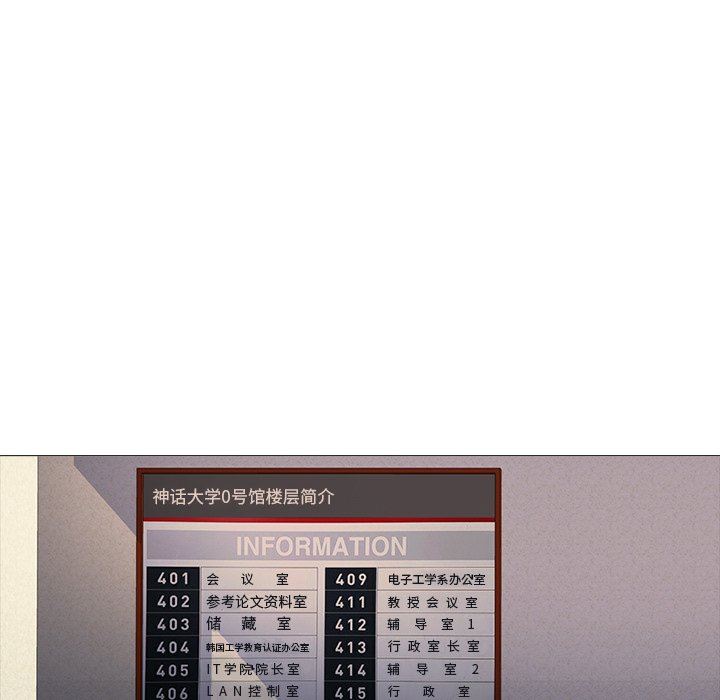 神话大学0号馆楼层简介
INFORMATION
401 会议室
402 参考论文资料室
403 储藏室
404 韩国工学教育认证办公室
405 IT学院院长室
406 LAN控制室
409 电子工学系办公室
411 教授会议室
412 辅导室1
413 行政室长室
414 辅导室2
415 行政室